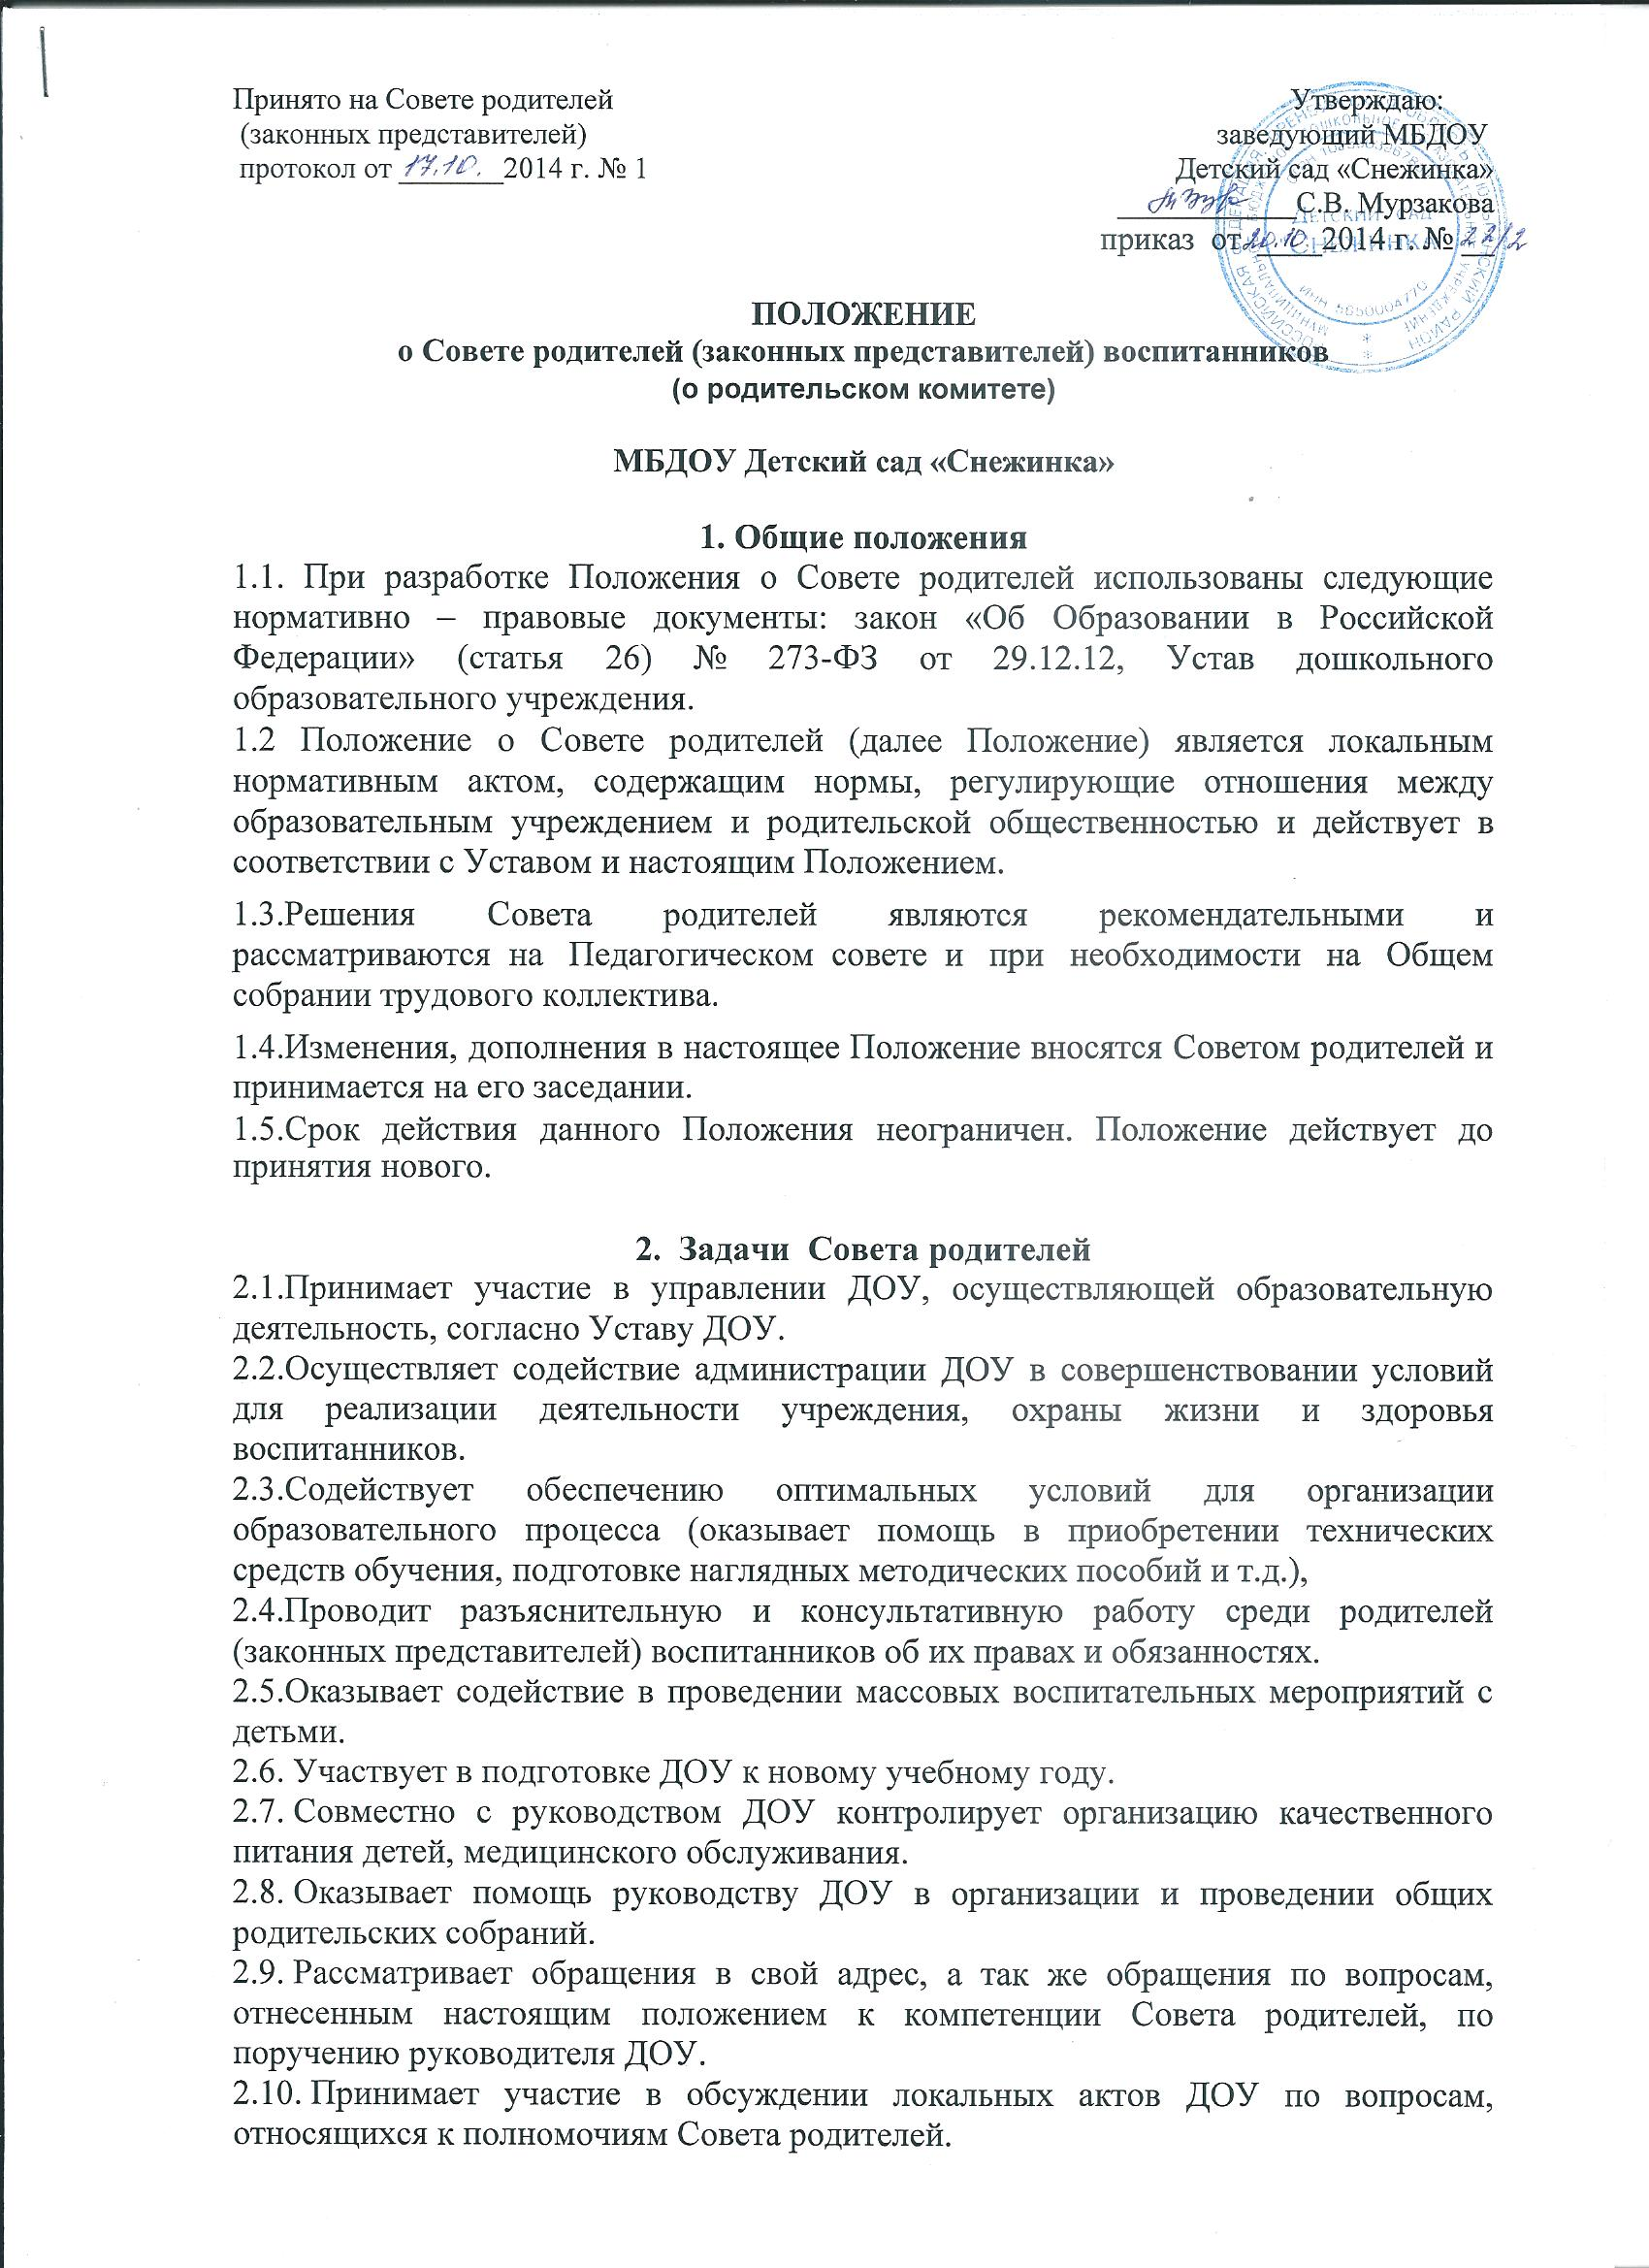 Принято на Совете родителей
(законных представителей)
протокол от 17.10. 2014 г. № 1
Утверждаю:
заведующий МБДОУ
Детский сад «Снежинка»
С.В. Мурзакова
приказ от 20.10. 2014 г. № 22/2
ДЕТСКИЙ САД
СНЕЖИНКА
ИНН 5650004770
ПОЛОЖЕНИЕ
о Совете родителей (законных представителей) воспитанников
(о родительском комитете)
МБДОУ Детский сад «Снежинка»
1. Общие положения
1.1. При разработке Положения о Совете родителей использованы следующие
нормативно – правовые документы: закон «Об Образовании в Российской
Федерации» (статья 26) № 273-ФЗ от 29.12.12, Устав дошкольного
образовательного учреждения.
1.2 Положение о Совете родителей (далее Положение) является локальным
нормативным актом, содержащим нормы, регулирующие отношения между
образовательным учреждением и родительской общественностью и действует в
соответствии с Уставом и настоящим Положением.
1.3.Решения Совета родителей являются рекомендательными и
рассматриваются на Педагогическом совете и при необходимости на Общем
собрании трудового коллектива.
1.4.Изменения, дополнения в настоящее Положение вносятся Советом родителей и
принимается на его заседании.
1.5.Срок действия данного Положения неограничен. Положение действует до
принятия нового.
2. Задачи Совета родителей
2.1.Принимает участие в управлении ДОУ, осуществляющей образовательную
деятельность, согласно Уставу ДОУ.
2.2.Осуществляет содействие администрации ДОУ в совершенствовании условий
для реализации деятельности учреждения, охраны жизни и здоровья
воспитанников.
2.3.Содействует обеспечению оптимальных условий для организации
образовательного процесса (оказывает помощь в приобретении технических
средств обучения, подготовке наглядных методических пособий и т.д.),
2.4.Проводит разъяснительную и консультативную работу среди родителей
(законных представителей) воспитанников об их правах и обязанностях.
2.5.Оказывает содействие в проведении массовых воспитательных мероприятий с
детьми.
2.6. Участвует в подготовке ДОУ к новому учебному году.
2.7. Совместно с руководством ДОУ контролирует организацию качественного
питания детей, медицинского обслуживания.
2.8. Оказывает помощь руководству ДОУ в организации и проведении общих
родительских собраний.
2.9. Рассматривает обращения в свой адрес, а так же обращения по вопросам,
отнесенным настоящим положением к компетенции Совета родителей, по
поручению руководителя ДОУ.
2.10. Принимает участие в обсуждении локальных актов ДОУ по вопросам,
относящихся к полномочиям Совета родителей.